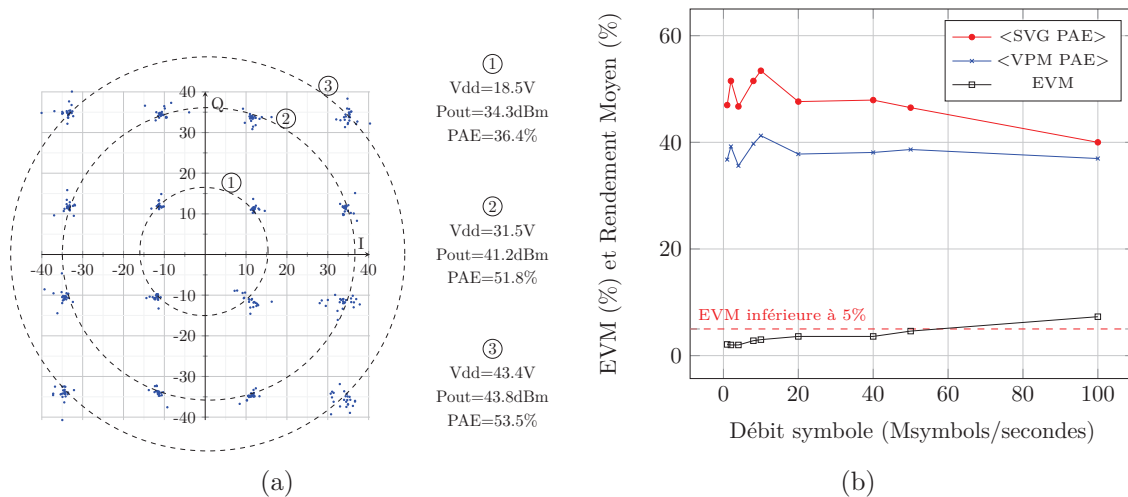 Q
I
40
30
20
10
-10
-20
-30
-40
-40
-30
-20
-10
10
20
30
40
1
2
3
1
Vdd=18.5V
Pout=34.3dBm
PAE=36.4%
2
Vdd=31.5V
Pout=41.2dBm
PAE=51.8%
3
Vdd=43.4V
Pout=43.8dBm
PAE=53.5%
(a)
EVM (%) et Rendement Moyen (%)
60
40
20
0
<SVG PAE>
<VPM PAE>
EVM
EVM inférieure à 5%
0
20
40
60
80
100
Débit symbole (Msymbols/secondes)
(b)